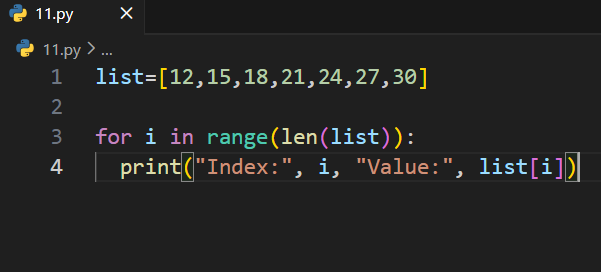 11.py ×
11.py > ...
1 list=[12,15,18,21,24,27,30]
2
3 for i in range(len(list)):
4   print("Index:", i, "Value:", list[i])